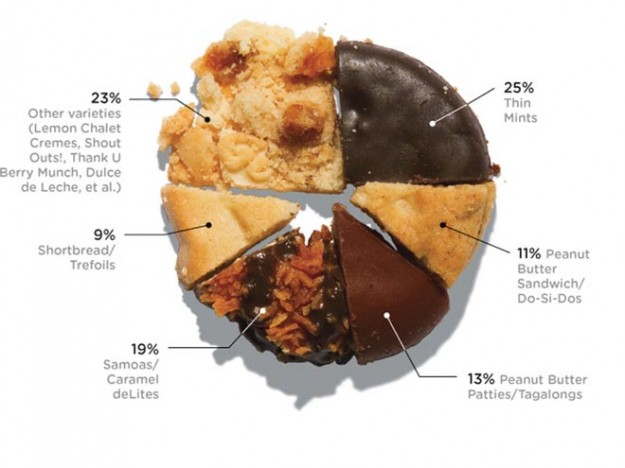 23%
Other varieties
(Lemon Chalet
Cremes, Shout
Outs!, Thank U
Berry Munch, Dulce
de Leche, et al.)
25%
Thin
Mints
9%
Shortbread/
Trefoils
11% Peanut
Butter
Sandwich/
Do-Si-Dos
19%
Samoas/
Caramel
deLites
13% Peanut Butter
Patties/Tagalongs